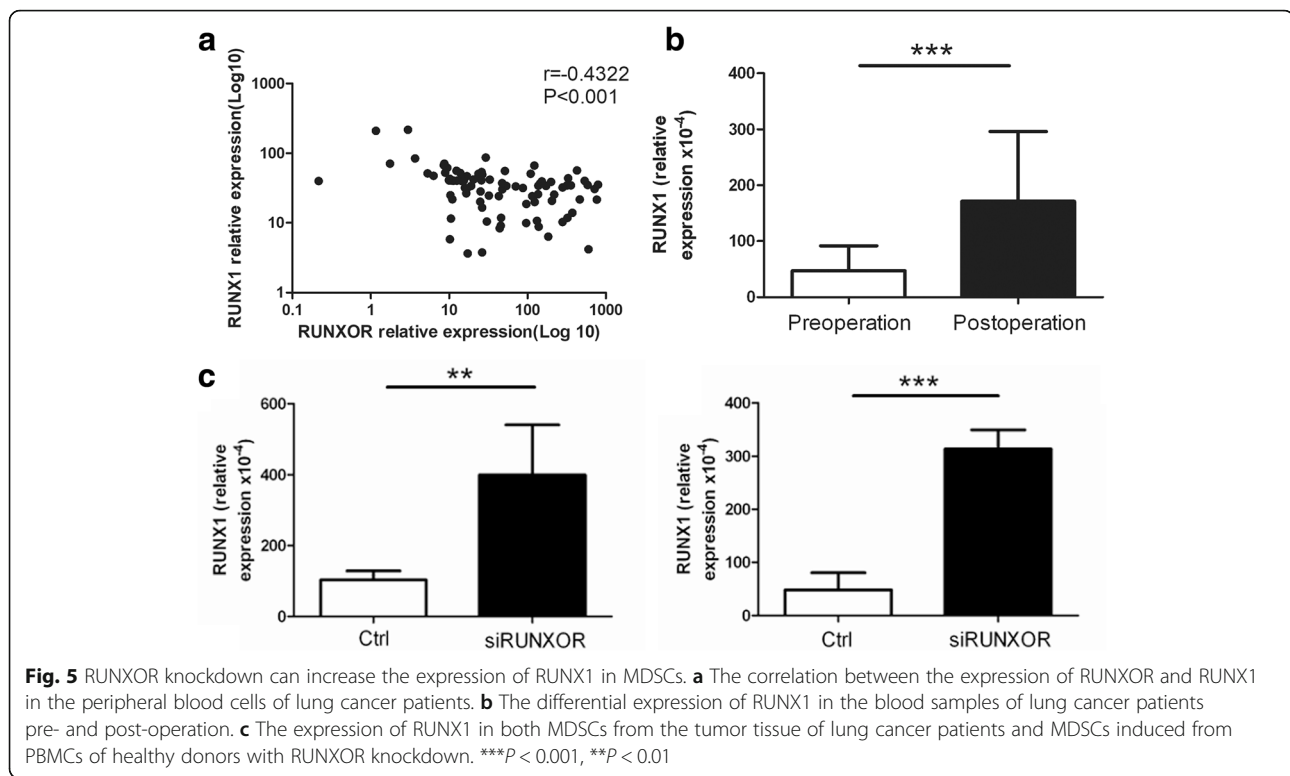 a
RUNX1 relative expression(Log10)
1000
100
10
1
0.1
1
10
100
1000
RUNXOR relative expression(Log 10)
r=-0.4322
P<0.001
b
***
RUNX1 (relative
expression x10-4)
400
300
200
100
0
Preoperation
Postoperation
c
**
RUNX1 (relative
expression x10-4)
600
400
200
0
Ctrl
siRUNXOR
***
RUNX1 (relative
expression x10-4)
400
300
200
100
0
Ctrl
siRUNXOR
Fig. 5 RUNXOR knockdown can increase the expression of RUNX1 in MDSCs. a The correlation between the expression of RUNXOR and RUNX1
in the peripheral blood cells of lung cancer patients. b The differential expression of RUNX1 in the blood samples of lung cancer patients
pre- and post-operation. c The expression of RUNX1 in both MDSCs from the tumor tissue of lung cancer patients and MDSCs induced from
PBMCs of healthy donors with RUNXOR knockdown. ***P < 0.001, **P < 0.01